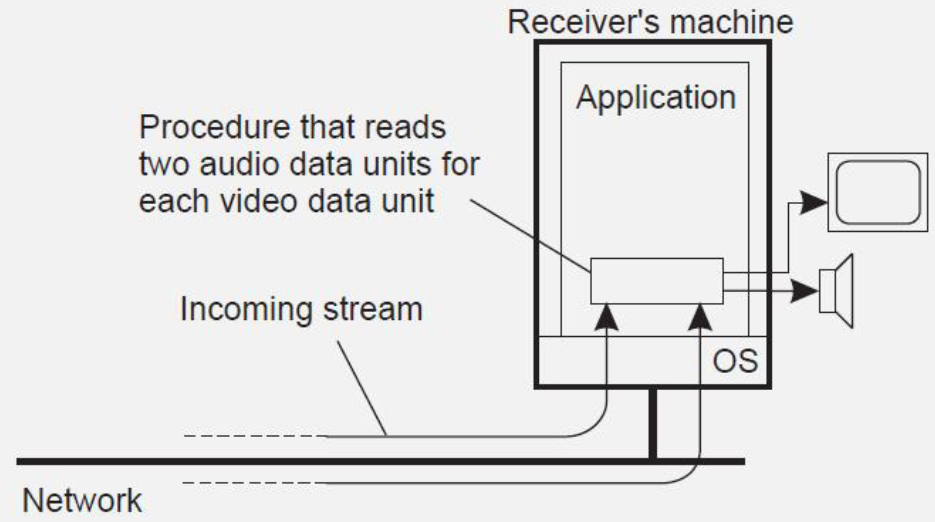 Receiver's machine
Application
Procedure that reads
two audio data units for
each video data unit
Incoming stream
OS
Network